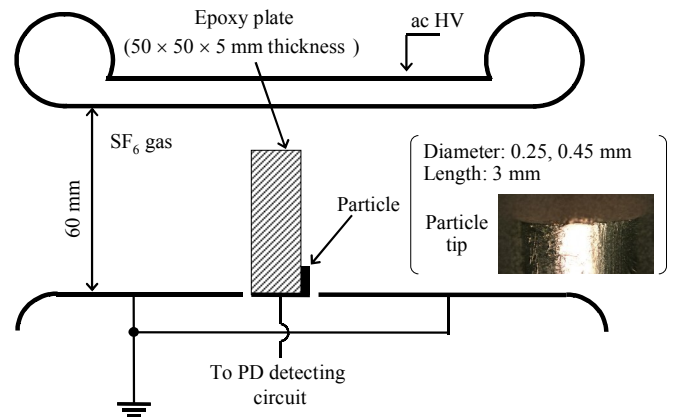 Epoxy plate
(50 × 50 × 5 mm thickness )
ac HV
SF₆ gas
60 mm
Particle
Diameter: 0.25, 0.45 mm
Length: 3 mm
Particle
tip
To PD detecting
circuit